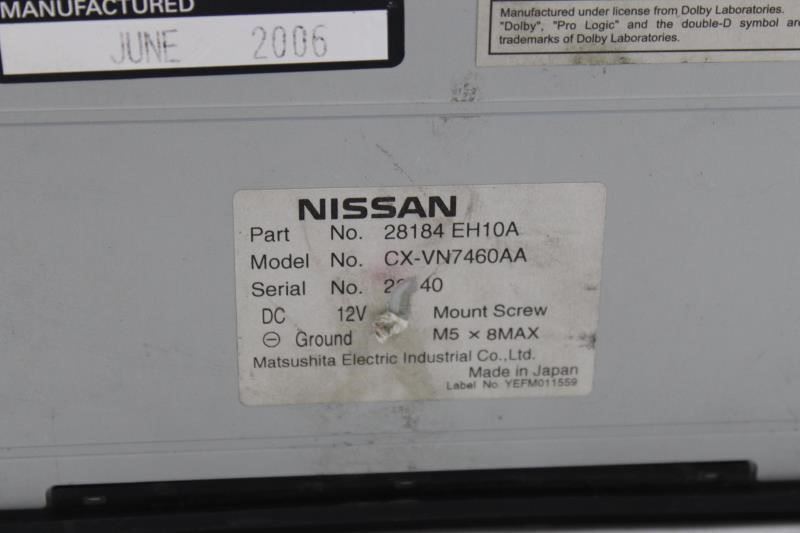 MANUFACTURED
JUNE 2006
Manufactured under license from Dolby Laboratories.
"Dolby", "Pro Logic" and the double-D symbol are
trademarks of Dolby Laboratories.
NISSAN
Part No. 28184 EH10A
Model No. CX-VN7460AA
Serial No. 40
DC 12V Mount Screw
⊖ Ground M5 × 8MAX
Matsushita Electric Industrial Co.,Ltd.
Made in Japan
Label No. YEFM011559